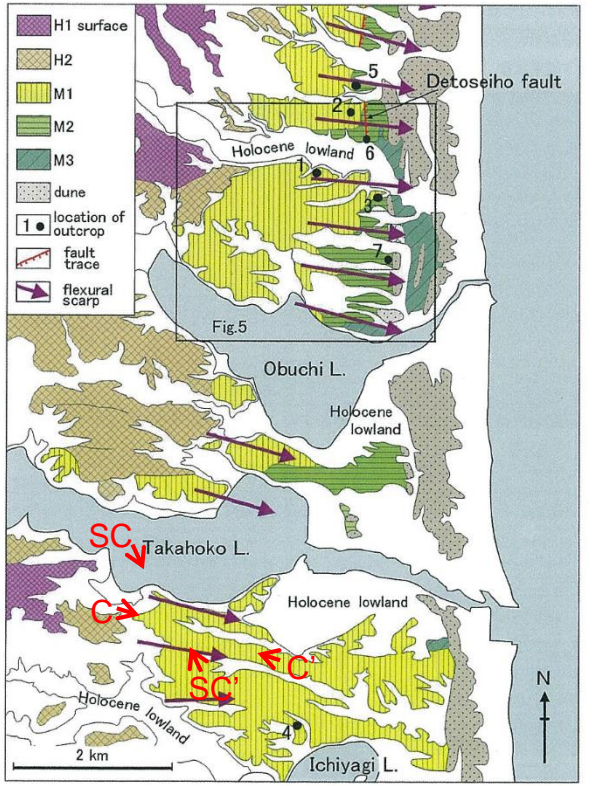 H1 surface
H2
M1
M2
M3
dune
1 location of
outcrop
fault
trace
flexural
scarp
5
Detoseiho fault
2
Holocene lowland
6
1
3
7
Fig.5
Obuchi L.
Holocene
lowland
SC
Takahoko L.
C
Holocene lowland
C'
SC'
Holocene
lowland
4
N
2 km
Ichiyagi L.